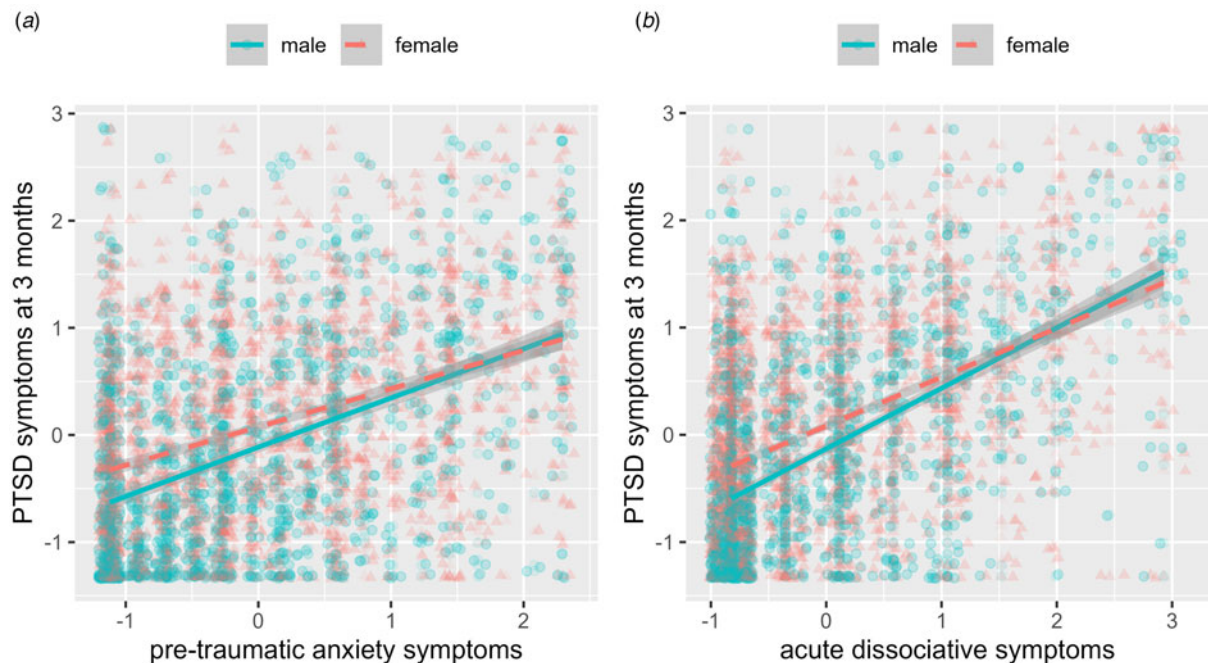 (a)
male female
PTSD symptoms at 3 months
3
2
1
0
-1
-1 0 1 2
pre-traumatic anxiety symptoms
(b)
male female
PTSD symptoms at 3 months
3
2
1
0
-1
-1 0 1 2 3
acute dissociative symptoms